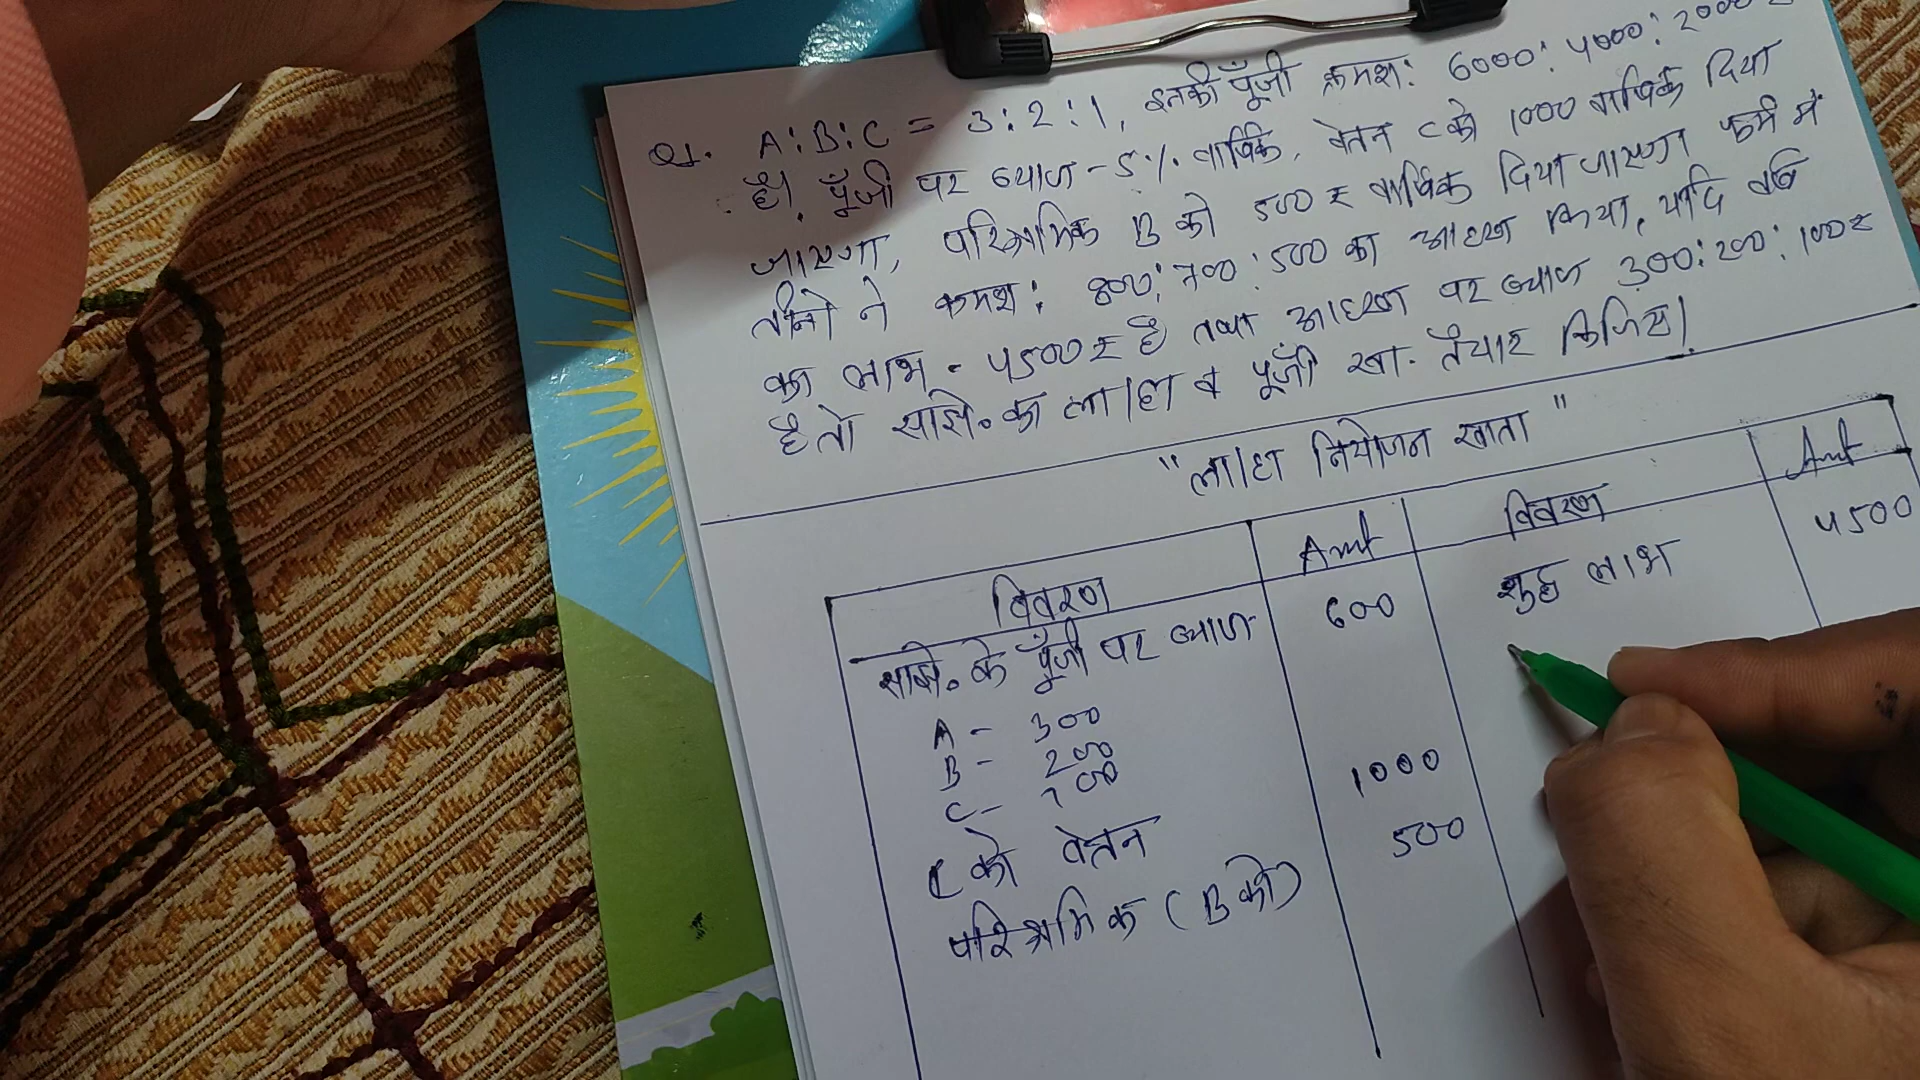 Q1. A:B:C = 3:2:1, इनकी पूँजी क्रमश: 6000: 4000: 2000 ₹
है। पूँजी पर ब्याज - 5% वार्षिक, वेतन C को 1000 वार्षिक दिया
जाएगा, परिश्रमिक B को 500 ₹ वार्षिक दिया जाएगा फर्म में
तीनो ने क्रमश: 800: 700: 500 का आहरण किया, यदि वर्ष
का लाभ - 4500 ₹ है तथा आहरण पर ब्याज 300:200:100 ₹
है तो साझे॰ का ला/हा व पूँजी खा. तैयार किजिए।
"ला/हा नियोजन खाता"
विवरण Amt विवरण Amt
साझे॰ के पूँजी पर ब्याज 600 शुद्ध लाभ 4500
A - 300
B - 200
C - 100
C को वेतन 1000
परिश्रमिक (B को) 500